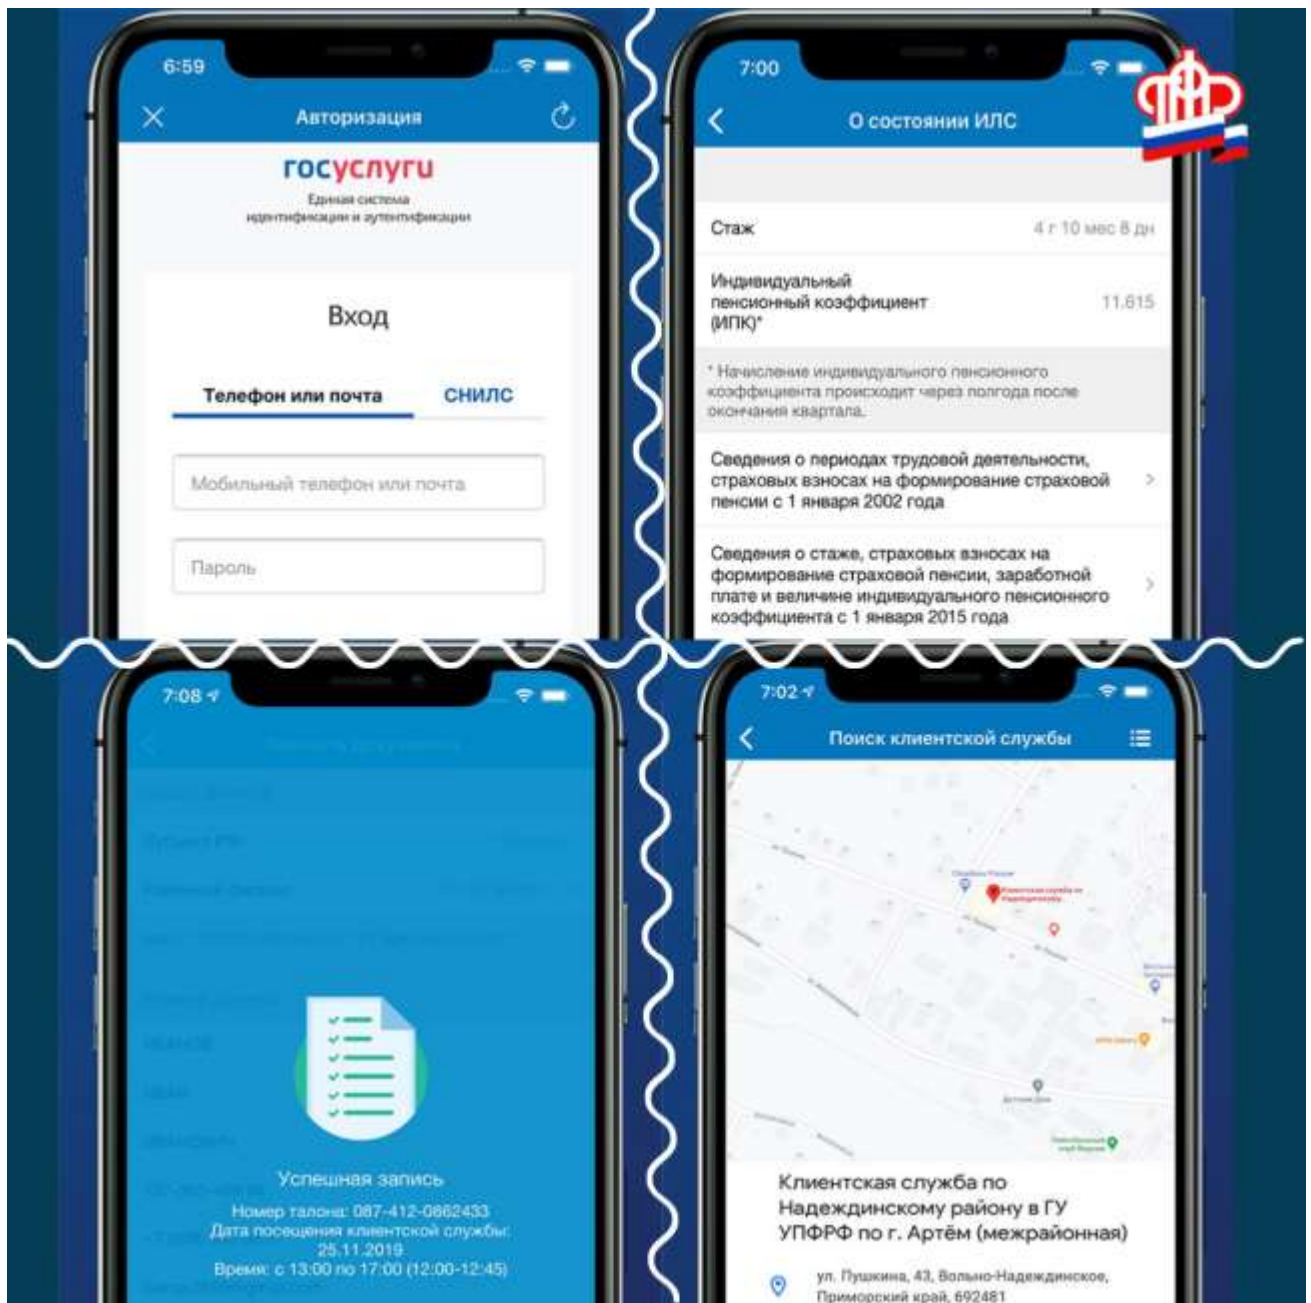 6:59
Авторизация
госуслуги
Единая система
идентификации и аутентификации
Вход
Телефон или почта
СНИЛС
Мобильный телефон или почта
Пароль
7:00
О состоянии ИЛС
Стаж
4 г 10 мес 8 дн
Индивидуальный
пенсионный коэффициент
(ИПК)*
11.615
* Начисление индивидуального пенсионного
коэффициента происходит через полгода после
окончания квартала.
Сведения о периодах трудовой деятельности,
страховых взносах на формирование страховой
пенсии с 1 января 2002 года
Сведения о стаже, страховых взносах на
формирование страховой пенсии, заработной
плате и величине индивидуального пенсионного
коэффициента с 1 января 2015 года
7:08
Успешная запись
Номер талона: 087-412-0862433
Дата посещения клиентской службы:
25.11.2019
Время: с 13:00 по 17:00 (12:00-12:45)
7:02
Поиск клиентской службы
Клиентская служба по
Детский Дом
Клиентская служба по
Надеждинскому району в ГУ
УПФРФ по г. Артём (межрайонная)
ул. Пушкина, 43, Вольно-Надеждинское,
Приморский край, 692481